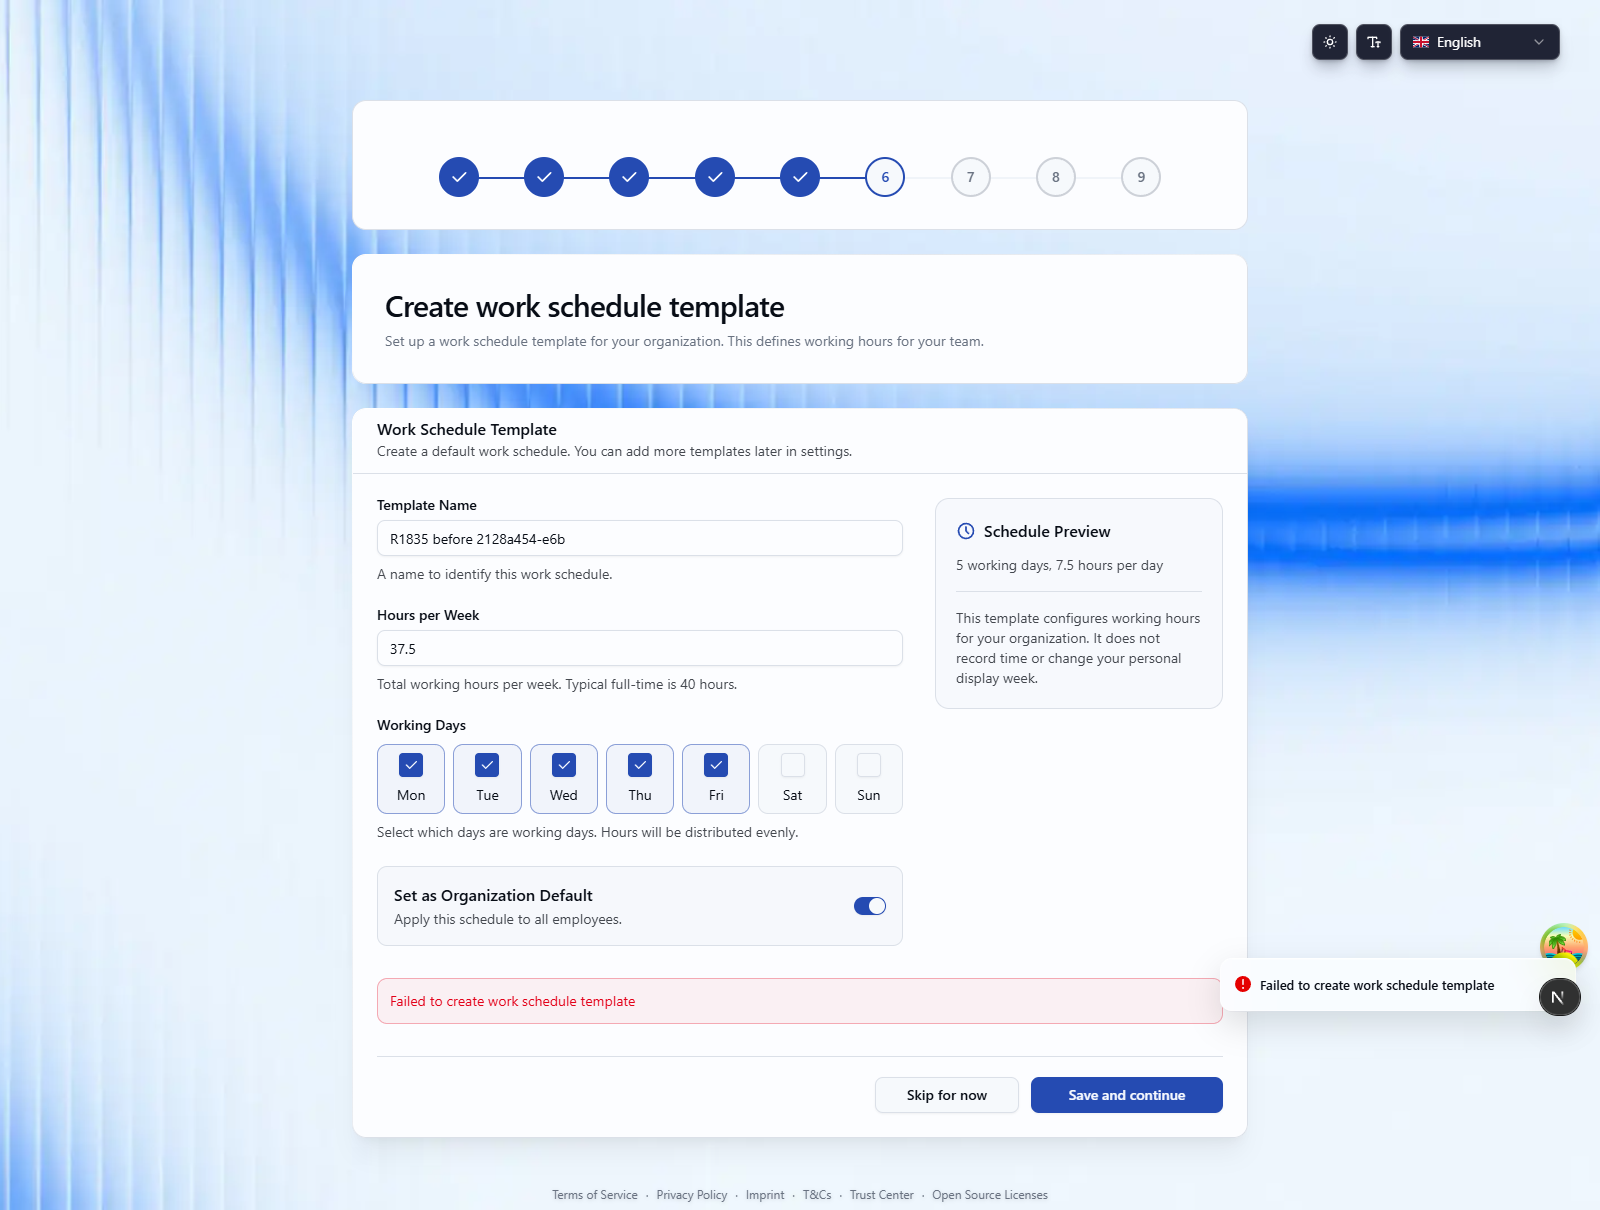 English
6
7
8
9
Create work schedule template
Set up a work schedule template for your organization. This defines working hours for your team.
Work Schedule Template
Create a default work schedule. You can add more templates later in settings.
Template Name
R1835 before 2128a454-e6b
A name to identify this work schedule.
Hours per Week
37.5
Total working hours per week. Typical full-time is 40 hours.
Working Days
Mon Tue Wed Thu Fri Sat Sun
Select which days are working days. Hours will be distributed evenly.
Set as Organization Default
Apply this schedule to all employees.
Schedule Preview
5 working days, 7.5 hours per day
This template configures working hours
for your organization. It does not
record time or change your personal
display week.
Failed to create work schedule template
Failed to create work schedule template
N
Skip for now
Save and continue
Terms of Service · Privacy Policy · Imprint · T&Cs · Trust Center · Open Source Licenses